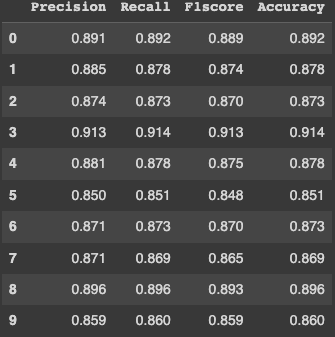 Precision Recall F1score Accuracy
0 0.891 0.892 0.889 0.892
1 0.885 0.878 0.874 0.878
2 0.874 0.873 0.870 0.873
3 0.913 0.914 0.913 0.914
4 0.881 0.878 0.875 0.878
5 0.850 0.851 0.848 0.851
6 0.871 0.873 0.870 0.873
7 0.871 0.869 0.865 0.869
8 0.896 0.896 0.893 0.896
9 0.859 0.860 0.859 0.860